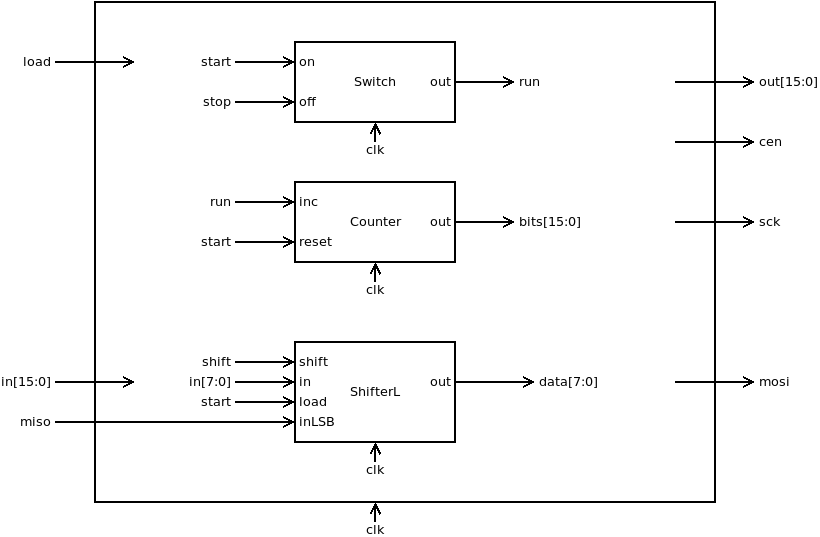 load
start
on
Switch
out
run
stop
off
clk
out[15:0]
cen
run
inc
Counter
out
bits[15:0]
start
reset
clk
sck
shift
shift
in[15:0]
in[7:0]
in
ShifterL
out
data[7:0]
mosi
start
load
miso
inLSB
clk
clk